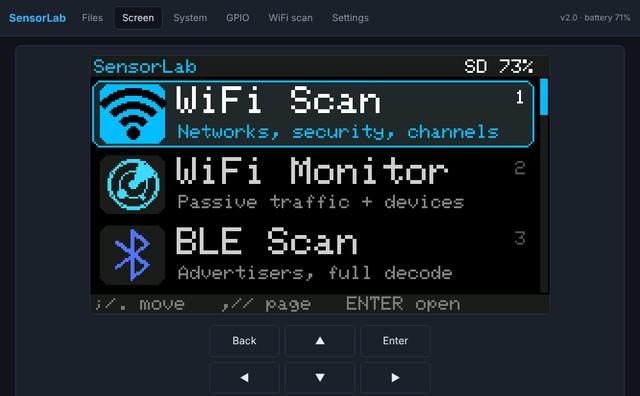 SensorLab Files Screen System GPIO WiFi scan Settings v2.0 · battery 71%
SensorLab SD 73%
WiFi Scan 1
Networks, security, channels
WiFi Monitor 2
Passive traffic + devices
BLE Scan 3
Advertisers, full decode
;/. move ,// page ENTER open
Back ▲ Enter
◀ ▼ ▶